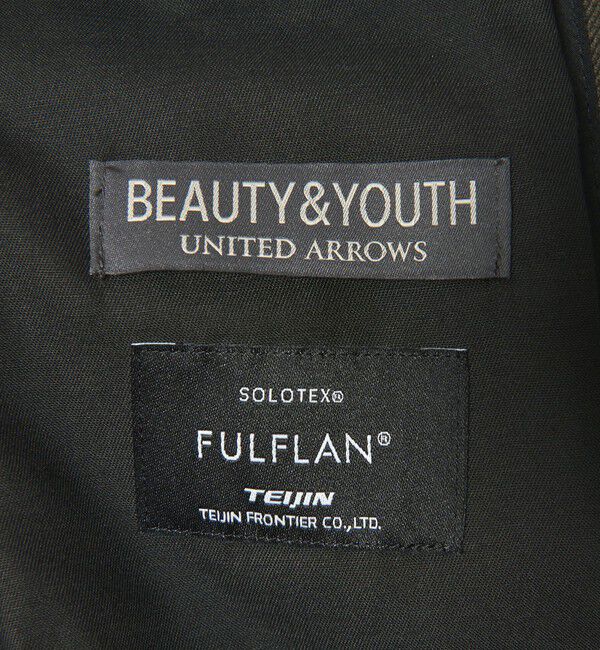 BEAUTY&YOUTH
UNITED ARROWS
SOLOTEX®
FULFLAN®
TEIJIN
TEIJIN FRONTIER CO.,LTD.